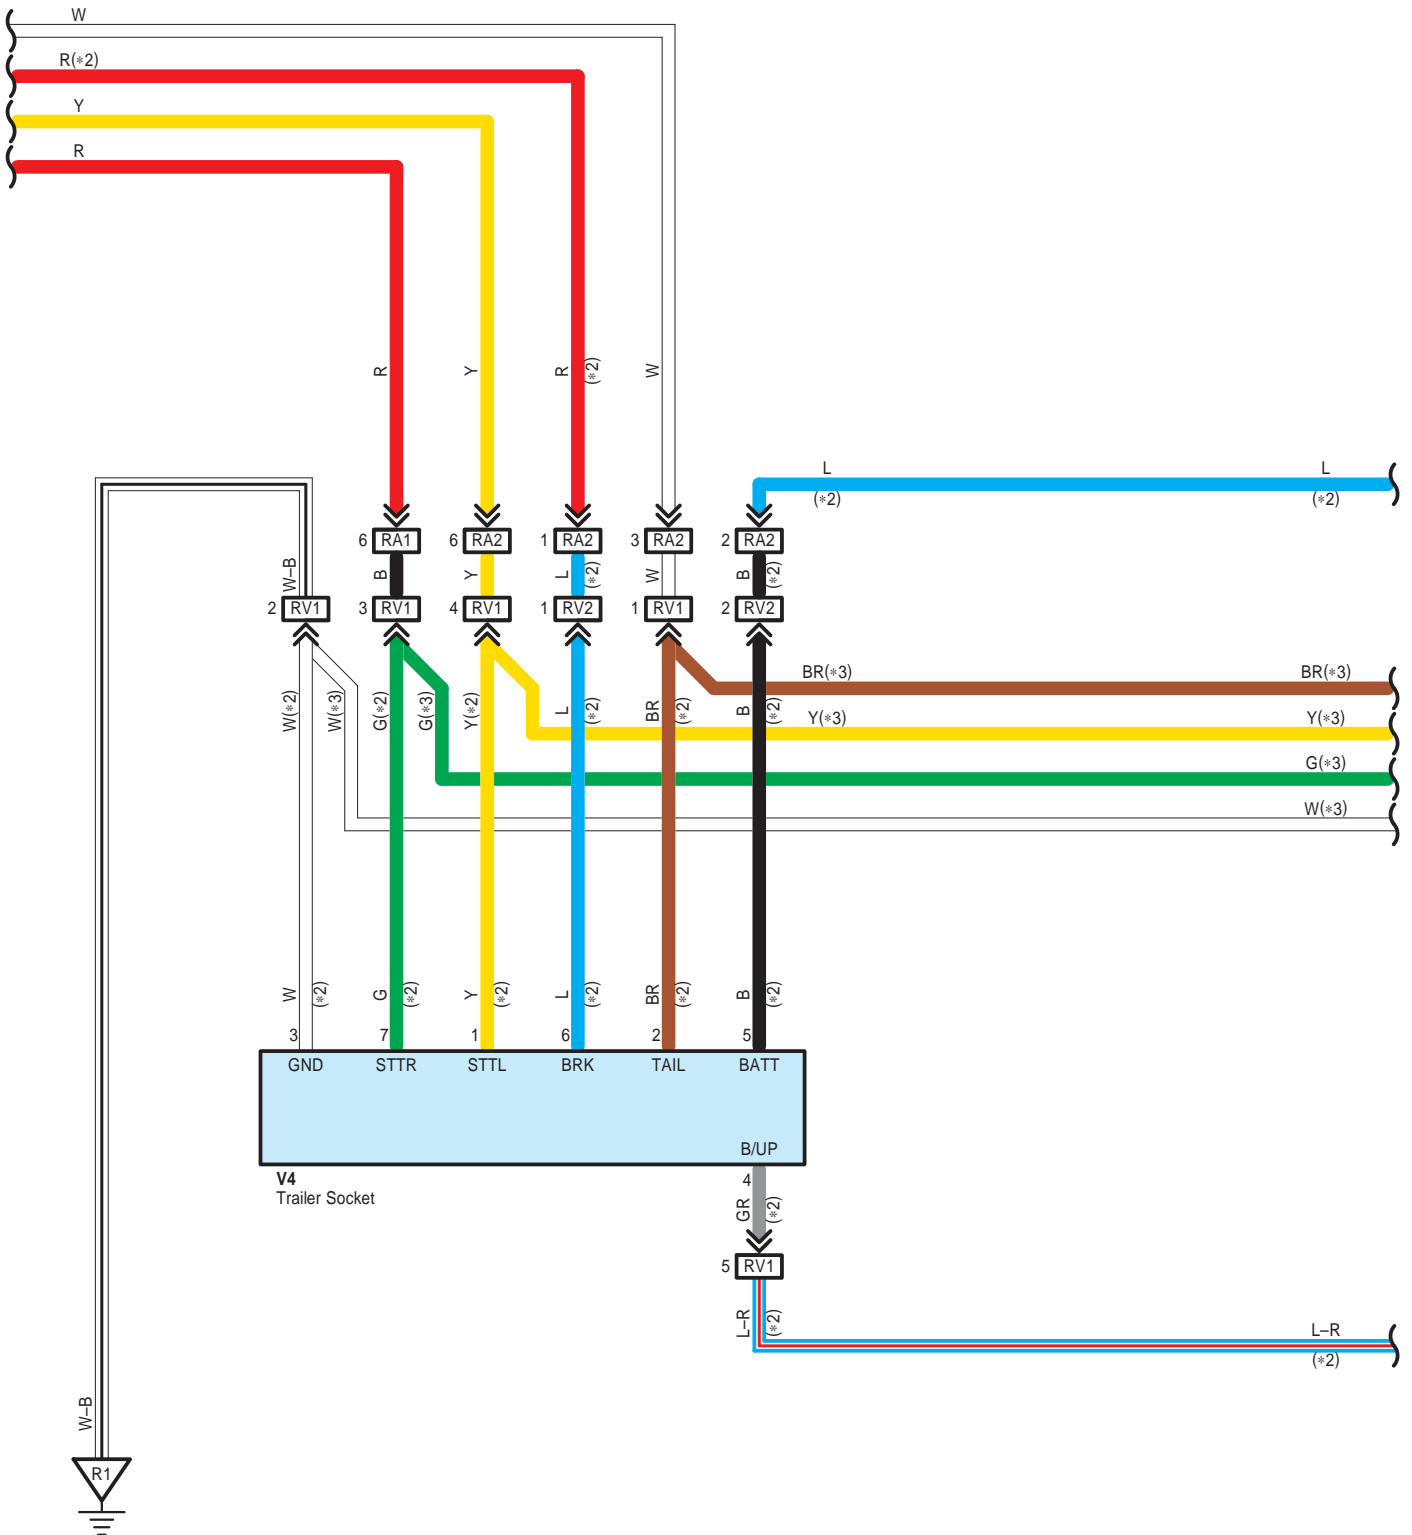 W
R(*2)
Y
R
R
Y
R
(*2)
W
L
L
(*2)
(*2)
6 RA1
6 RA2
1 RA2
3 RA2
2 RA2
W–B
B
Y
L
(*2)
W
B
(*2)
2 RV1
3 RV1
4 RV1
1 RV2
1 RV1
2 RV2
BR(*3)
BR(*3)
W(*2)
W(*3)
G(*2)
G(*3)
Y(*2)
L
(*2)
BR
(*2)
B
(*2)
Y(*3)
Y(*3)
G(*3)
W(*3)
W
(*2)
G
(*2)
Y
(*2)
L
(*2)
BR
(*2)
B
(*2)
3
7
1
6
2
5
GND
STTR
STTL
BRK
TAIL
BATT
B/UP
V4
Trailer Socket
4
GR
(*2)
5 RV1
L–R
(*2)
L–R
(*2)
W–B
R1